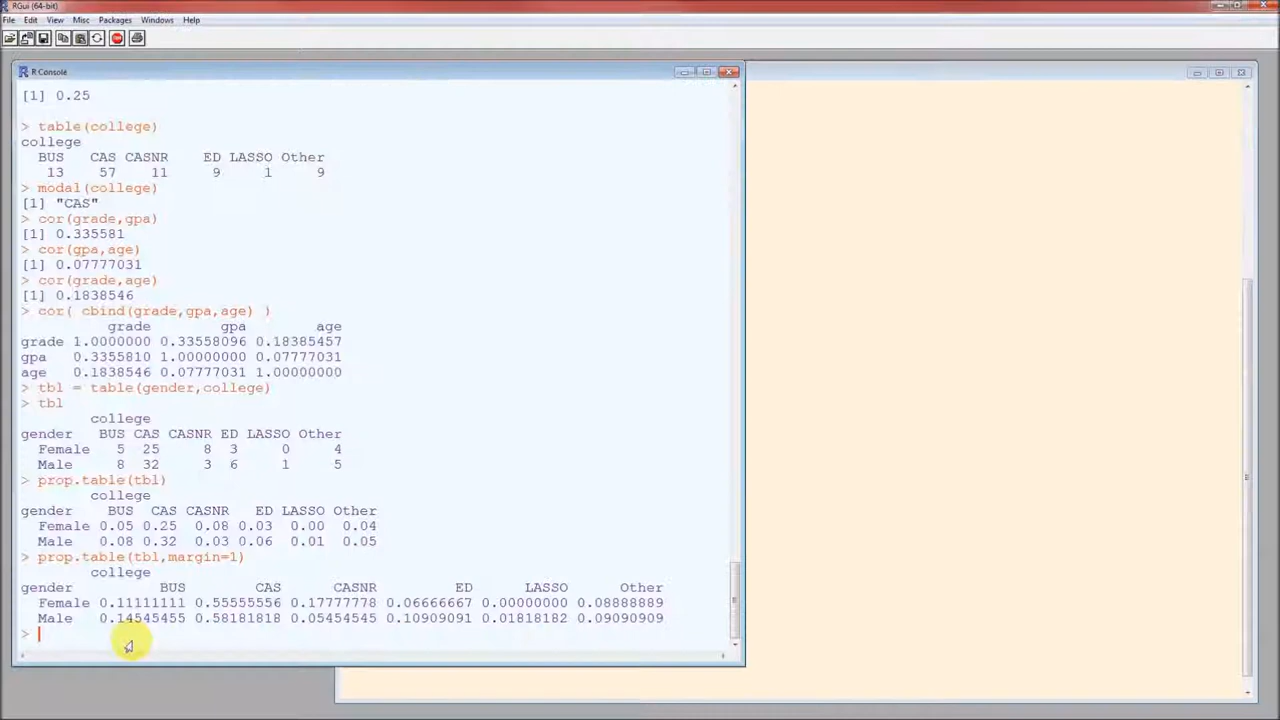 RGui (64-bit)
File Edit View Misc Packages Windows Help
STOP
R Console
[1] 0.25
> table(college)
college
  BUS   CAS CASNR    ED LASSO Other
   13    57    11     9     1     9
> modal(college)
[1] "CAS"
> cor(grade,gpa)
[1] 0.335581
> cor(gpa,age)
[1] 0.07777031
> cor(grade,age)
[1] 0.1838546
> cor( cbind(grade,gpa,age) )
          grade        gpa        age
grade 1.0000000 0.33558096 0.18385457
gpa   0.3355810 1.00000000 0.07777031
age   0.1838546 0.07777031 1.00000000
> tbl = table(gender,college)
> tbl
        college
gender   BUS CAS CASNR ED LASSO Other
  Female   5  25     8  3     0     4
  Male     8  32     3  6     1     5
> prop.table(tbl)
        college
gender    BUS  CAS CASNR   ED LASSO Other
  Female 0.05 0.25  0.08 0.03  0.00  0.04
  Male   0.08 0.32  0.03 0.06  0.01  0.05
> prop.table(tbl,margin=1)
        college
gender          BUS        CAS      CASNR         ED      LASSO      Other
  Female 0.11111111 0.55555556 0.17777778 0.06666667 0.00000000 0.08888889
  Male   0.14545455 0.58181818 0.05454545 0.10909091 0.01818182 0.09090909
>